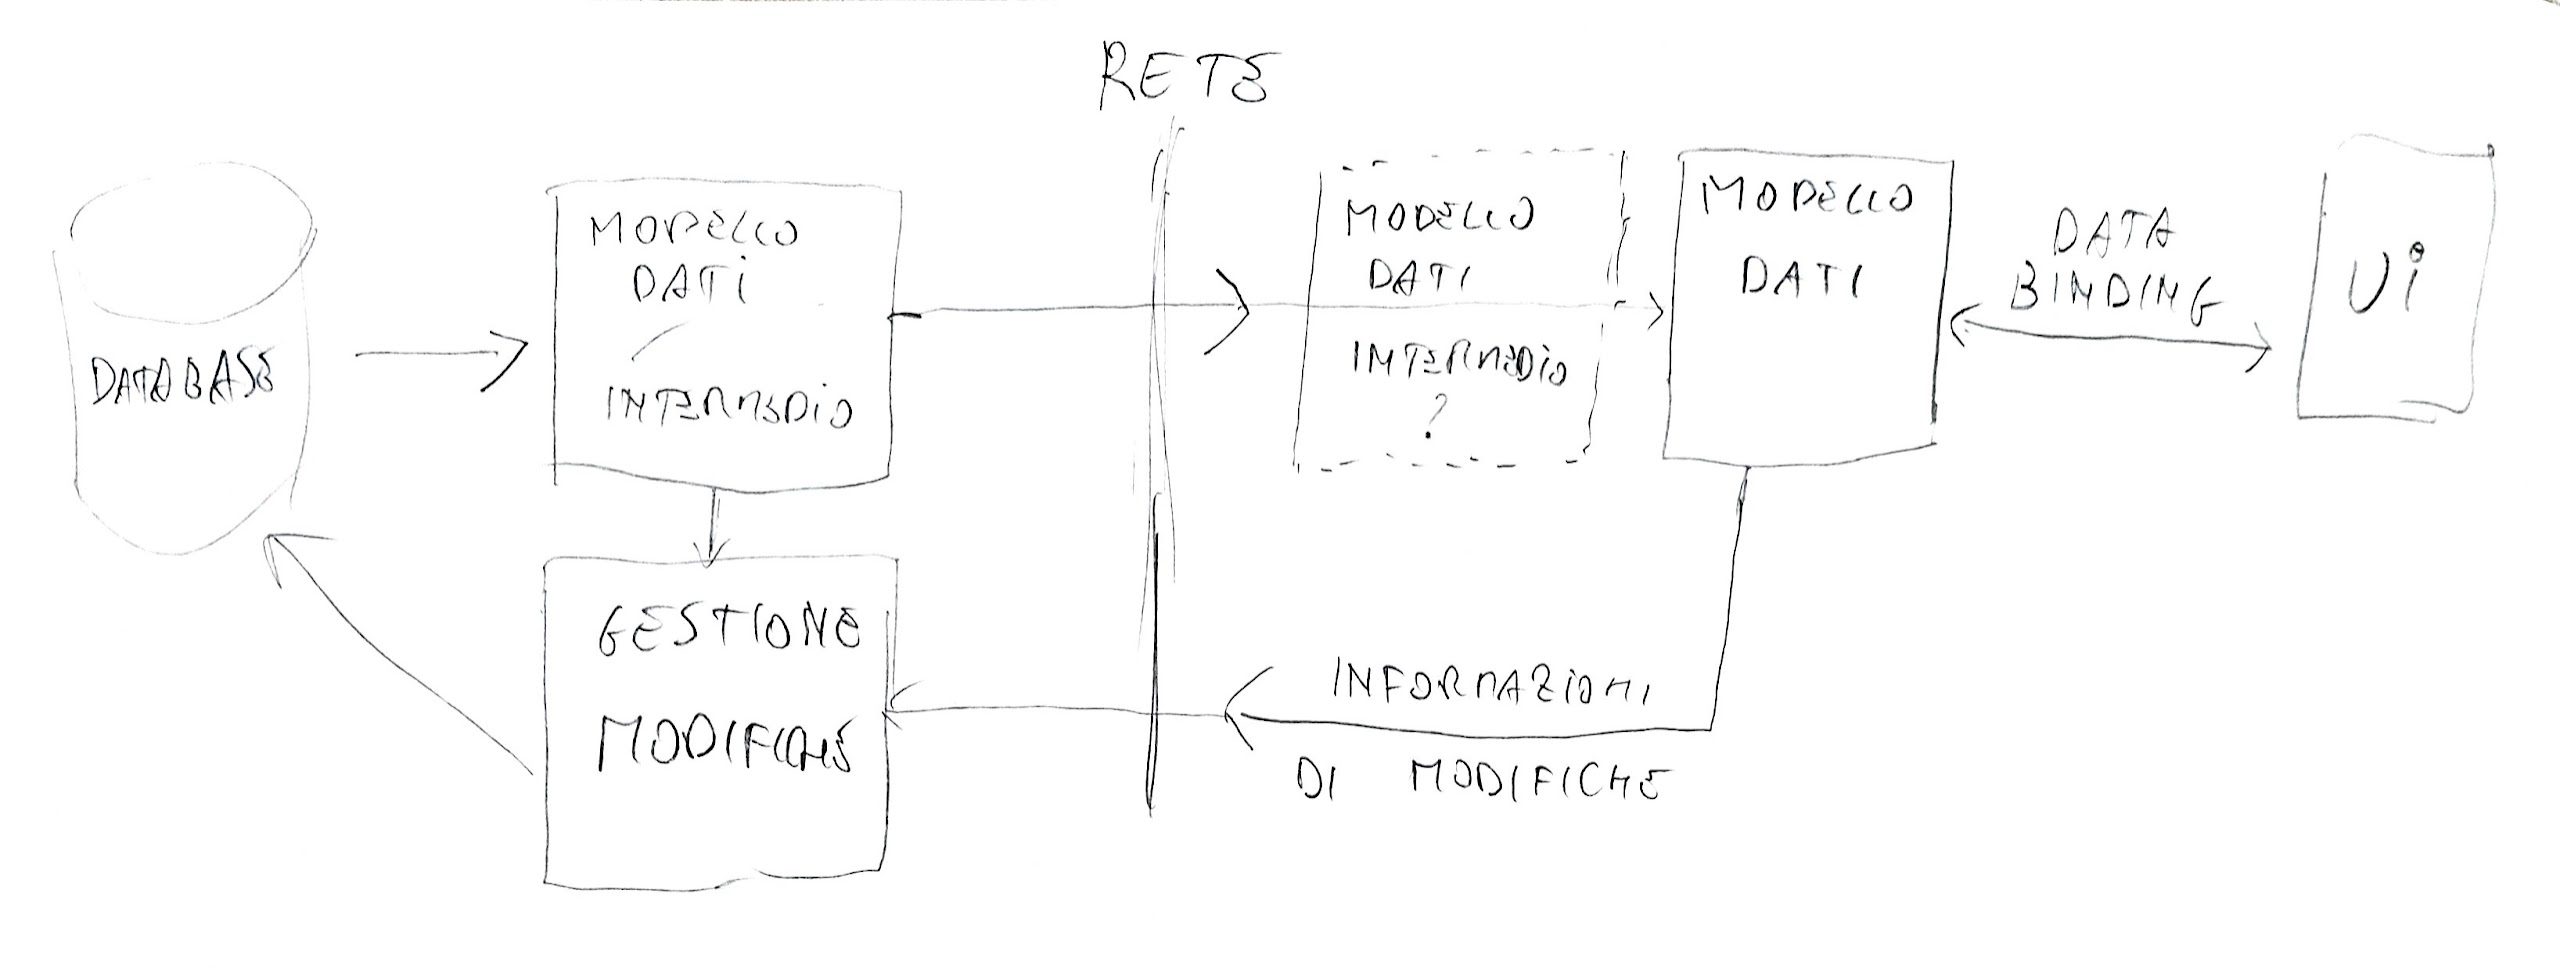 RETE
DATABASE
MODELLO
DATI
/
INTERMEDIO
MODELLO
DATI
INTERMEDIO
?
MODELLO
DATI
DATA
BINDING
Ui
GESTIONE
MODIFICHE
INFORMAZIONI
DI MODIFICHE